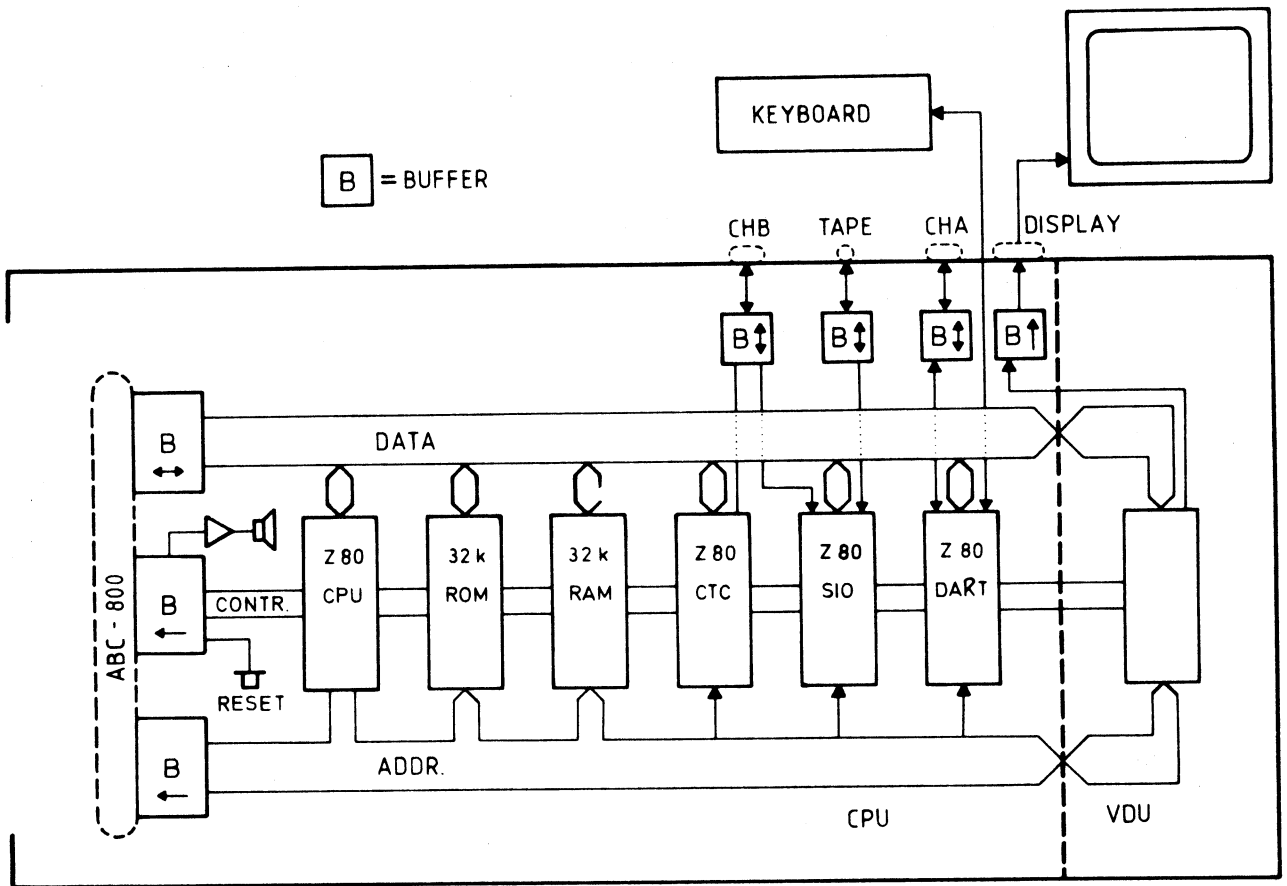 KEYBOARD
B = BUFFER
CHB TAPE CHA DISPLAY
B B B B
B
DATA
Z 80 32 k 32 k Z 80 Z 80 Z 80
CPU ROM RAM CTC SIO DART
ABC - 800
B
CONTR.
RESET
B
ADDR.
CPU
VDU